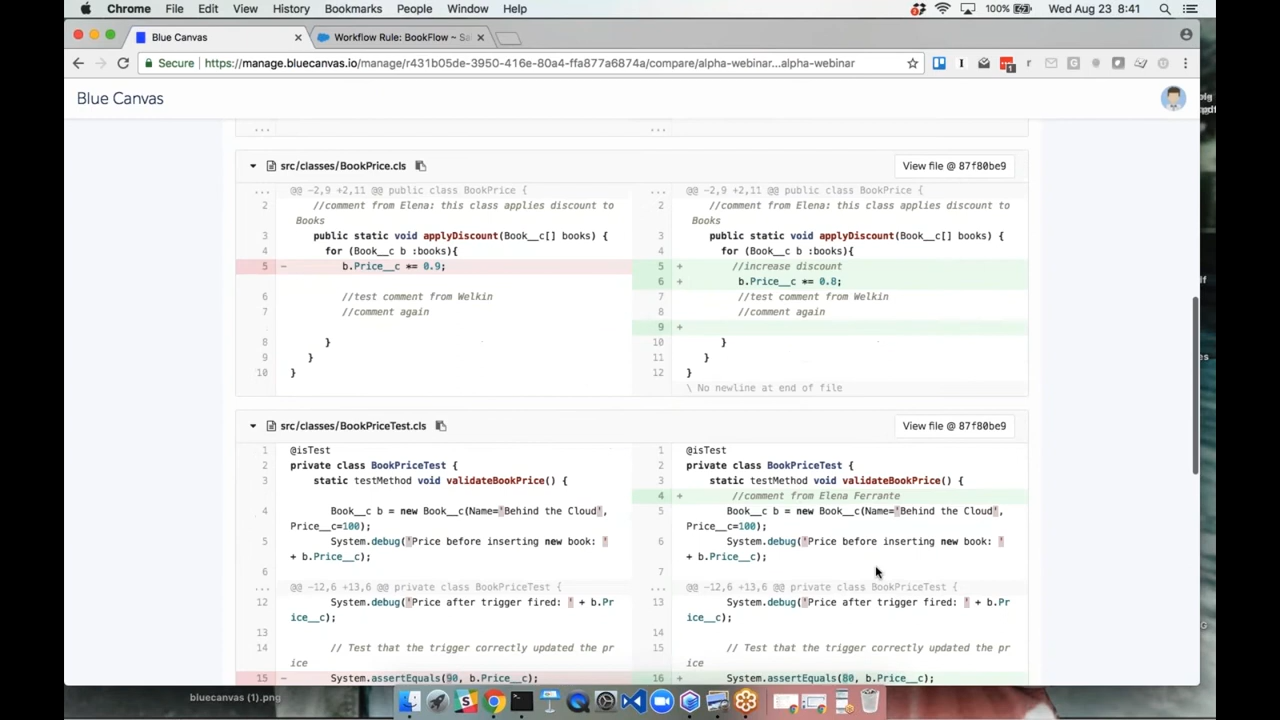 Chrome File Edit View History Bookmarks People Window Help 100% Wed Aug 23 8:41
Blue Canvas Workflow Rule: BookFlow ~ Sal
Secure https://manage.bluecanvas.io/manage/r431b05de-3950-416e-80a4-ffa877a6874a/compare/alpha-webinar...alpha-webinar
Blue Canvas
... ...
src/classes/BookPrice.cls View file @ 87f80be9
... @@ -2,9 +2,11 @@ public class BookPrice { ... @@ -2,9 +2,11 @@ public class BookPrice {
2 //comment from Elena: this class applies discount to 2 //comment from Elena: this class applies discount to
Books Books
3 public static void applyDiscount(Book__c[] books) { 3 public static void applyDiscount(Book__c[] books) {
4 for (Book__c b :books){ 4 for (Book__c b :books){
5 - b.Price__c *= 0.9; 5 + //increase discount
6 + b.Price__c *= 0.8;
6 //test comment from Welkin 7 //test comment from Welkin
7 //comment again 8 //comment again
9 +
8 } 10 }
9 } 11 }
10 } 12 }
\ No newline at end of file
src/classes/BookPriceTest.cls View file @ 87f80be9
1 @isTest 1 @isTest
2 private class BookPriceTest { 2 private class BookPriceTest {
3 static testMethod void validateBookPrice() { 3 static testMethod void validateBookPrice() {
4 + //comment from Elena Ferrante
4 Book__c b = new Book__c(Name='Behind the Cloud', 5 Book__c b = new Book__c(Name='Behind the Cloud',
Price__c=100); Price__c=100);
5 System.debug('Price before inserting new book: ' 6 System.debug('Price before inserting new book: '
+ b.Price__c); + b.Price__c);
6 7
... @@ -12,6 +13,6 @@ private class BookPriceTest { ... @@ -12,6 +13,6 @@ private class BookPriceTest {
12 System.debug('Price after trigger fired: ' + b.Pr 13 System.debug('Price after trigger fired: ' + b.Pr
ice__c); ice__c);
13 14
14 // Test that the trigger correctly updated the pr 15 // Test that the trigger correctly updated the pr
ice ice
15 - System.assertEquals(90, b.Price__c); 16 + System.assertEquals(80, b.Price__c);
bluecanvas (1).png